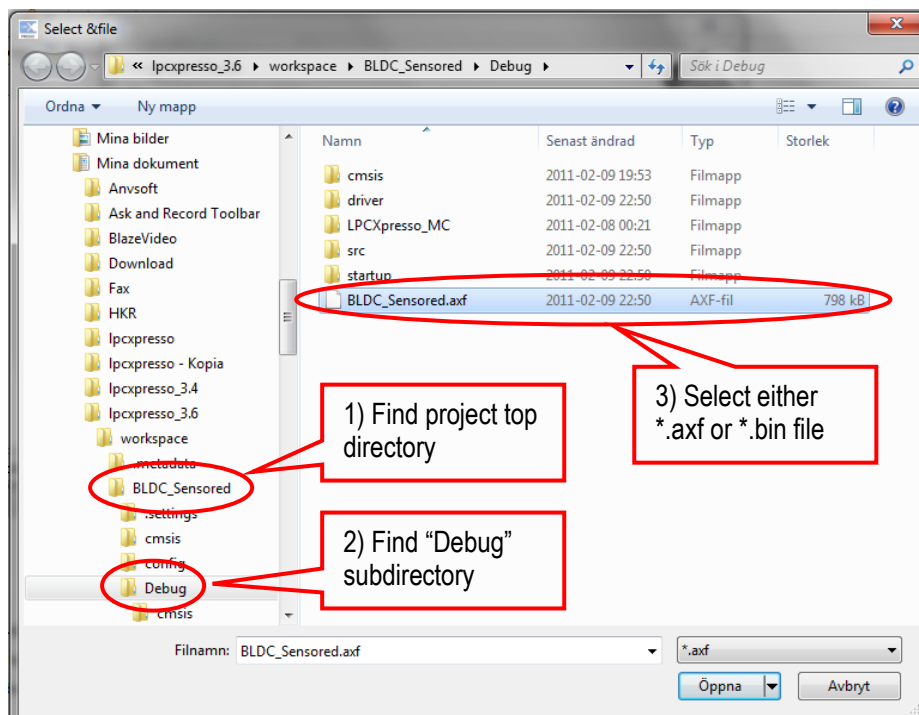 Select &file
« lpcxpresso_3.6 workspace BLDC_Sensored Debug
Sök i Debug
Ordna Ny mapp
Mina bilder
Mina dokument
Anvsoft
Ask and Record Toolbar
BlazeVideo
Download
Fax
HKR
lpcxpresso
lpcxpresso - Kopia
lpcxpresso_3.4
lpcxpresso_3.6
workspace
.metadata
BLDC_Sensored
.settings
cmsis
config
Debug
cmsis
Namn Senast ändrad Typ Storlek
cmsis 2011-02-09 19:53 Filmapp
driver 2011-02-09 22:50 Filmapp
LPCXpresso_MC 2011-02-08 00:21 Filmapp
src 2011-02-09 22:50 Filmapp
startup 2011-02-09 22:50 Filmapp
BLDC_Sensored.axf 2011-02-09 22:50 AXF-fil 798 kB
1) Find project top
directory
2) Find “Debug”
subdirectory
3) Select either
*.axf or *.bin file
Filnamn: BLDC_Sensored.axf *.axf
Öppna Avbryt